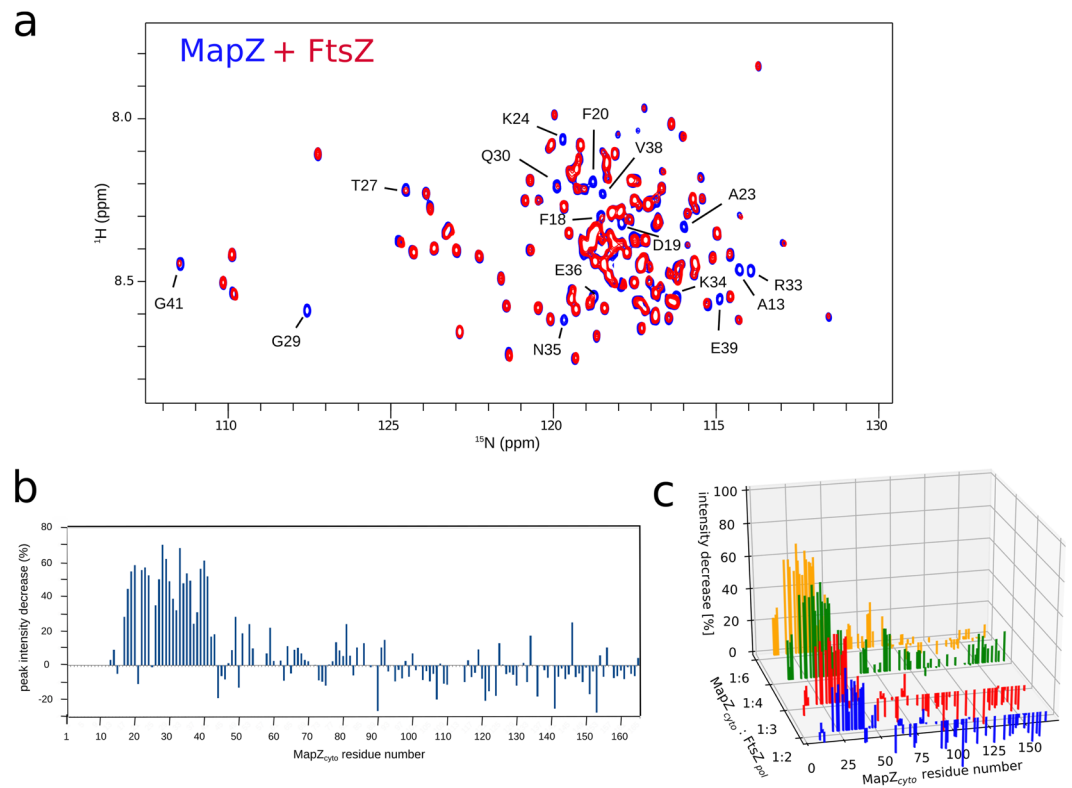 a
MapZ + FtsZ
K24
F20
Q30
V38
T27
A23
F18
D19
E36
K34
R33
G41
A13
G29
N35
E39
8.0
8.5
¹H (ppm)
110
125
120
115
130
¹⁵N (ppm)
b
80
60
40
20
0
-20
peak intensity decrease (%)
1 10 20 30 40 50 60 70 80 90 100 110 120 130 140 150 160
MapZcyto residue number
c
100
80
60
40
20
0
intensity decrease [%]
1:6
1:4
1:3
1:2
MapZcyto : FtsZpol
0 25 50 75 100 125 150
MapZcyto residue number